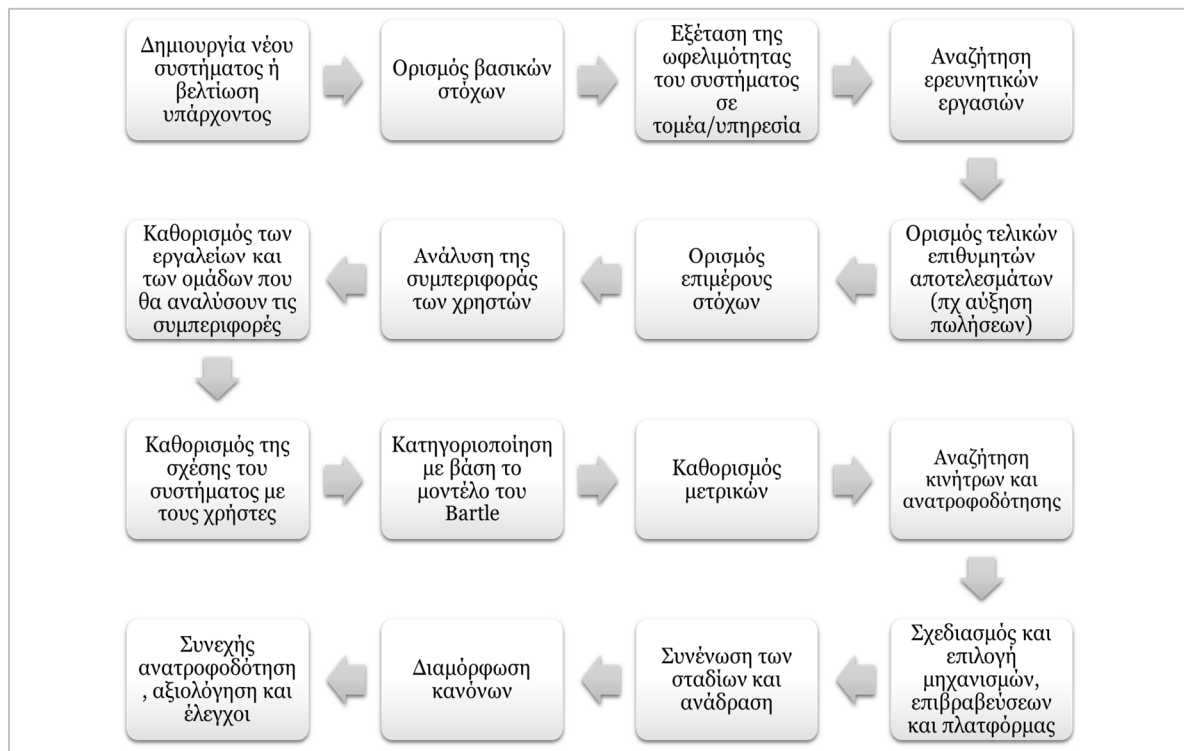 Δημιουργία νέου
συστήματος ή
βελτίωση
υπάρχοντος
Ορισμός βασικών
στόχων
Εξέταση της
ωφελιμότητας
του συστήματος
σε
τομέα/υπηρεσία
Αναζήτηση
ερευνητικών
εργασιών
Ορισμός τελικών
επιθυμητών
αποτελεσμάτων
(πχ αύξηση
πωλήσεων)
Ορισμός
επιμέρους
στόχων
Ανάλυση της
συμπεριφοράς
των χρηστών
Καθορισμός των
εργαλείων και
των ομάδων που
θα αναλύσουν τις
συμπεριφορές
Καθορισμός της
σχέσης του
συστήματος με
τους χρήστες
Κατηγοριοποίηση
με βάση το
μοντέλο του
Bartle
Καθορισμός
μετρικών
Αναζήτηση
κινήτρων και
ανατροφοδότησης
Σχεδιασμός και
επιλογή
μηχανισμών,
επιβραβεύσεων
και πλατφόρμας
Συνένωση των
σταδίων και
ανάδραση
Διαμόρφωση
κανόνων
Συνεχής
ανατροφοδότηση
, αξιολόγηση και
έλεγχοι